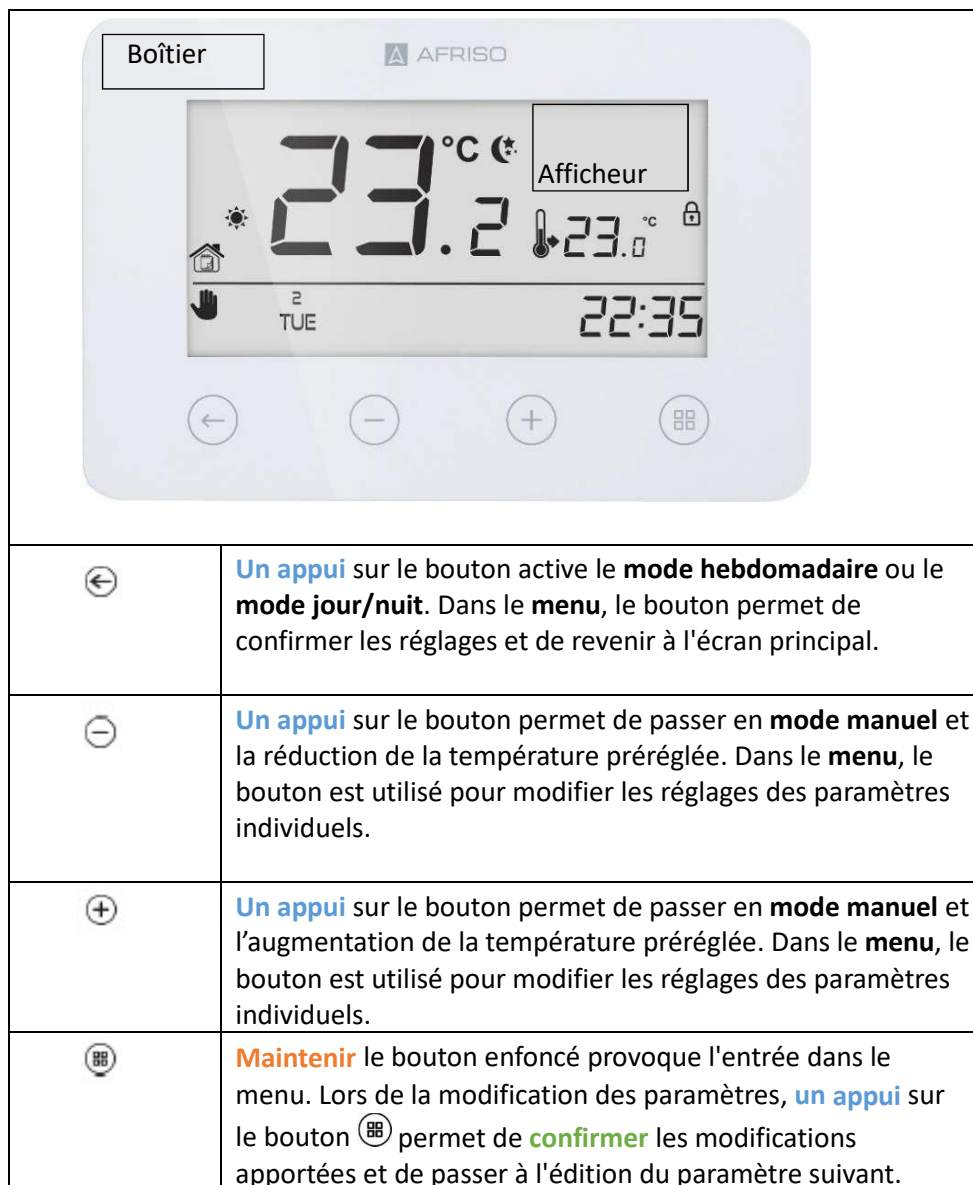 Boîtier
AFRISO
23.2 °C
Afficheur
23.0 °C
2
TUE
22:35
Un appui sur le bouton active le mode hebdomadaire ou le
mode jour/nuit. Dans le menu, le bouton permet de
confirmer les réglages et de revenir à l'écran principal.
Un appui sur le bouton permet de passer en mode manuel et
la réduction de la température préréglée. Dans le menu, le
bouton est utilisé pour modifier les réglages des paramètres
individuels.
Un appui sur le bouton permet de passer en mode manuel et
l’augmentation de la température préréglée. Dans le menu, le
bouton est utilisé pour modifier les réglages des paramètres
individuels.
Maintenir le bouton enfoncé provoque l'entrée dans le
menu. Lors de la modification des paramètres, un appui sur
le bouton permet de confirmer les modifications
apportées et de passer à l'édition du paramètre suivant.